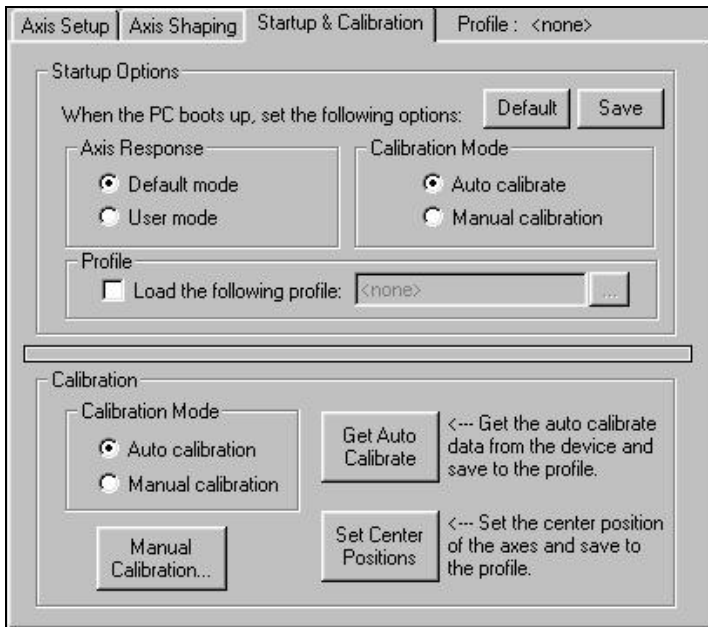 Axis Setup Axis Shaping Startup & Calibration Profile : <none>
Startup Options
When the PC boots up, set the following options: Default Save
Axis Response Calibration Mode
Default mode Auto calibrate
User mode Manual calibration
Profile
Load the following profile: <none> ...
Calibration
Calibration Mode
Auto calibration
Manual calibration
Get Auto
Calibrate
<--- Get the auto calibrate
data from the device and
save to the profile.
Manual
Calibration...
Set Center
Positions
<--- Set the center position
of the axes and save to
the profile.